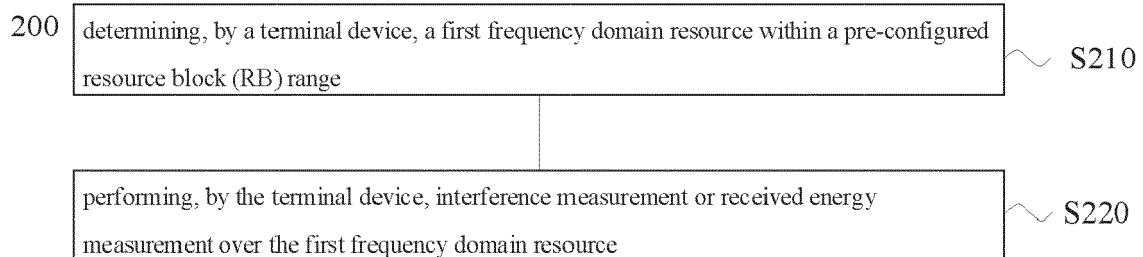 200
determining, by a terminal device, a first frequency domain resource within a pre-configured
resource block (RB) range
S210
performing, by the terminal device, interference measurement or received energy
measurement over the first frequency domain resource
S220